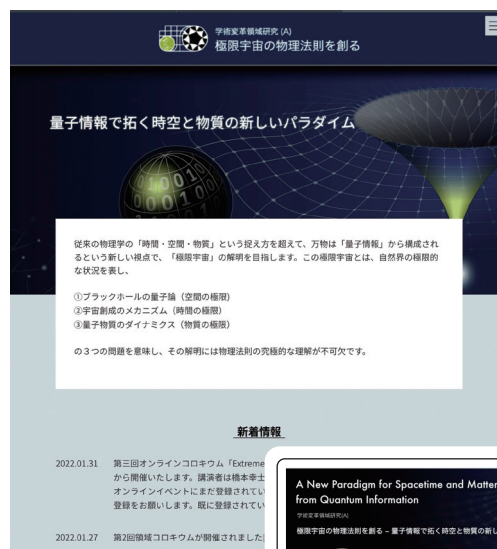 学術変革領域研究 (A)
極限宇宙の物理法則を創る
量子情報で拓く時空と物質の新しいパラダイム
従来の物理学の「時間・空間・物質」という捉え方を超えて、万物は「量子情報」から構成され
るという新しい視点で、「極限宇宙」の解明を目指します。この極限宇宙とは、自然界の極限的
な状況を表し、
①ブラックホールの量子論（空間の極限)
②宇宙創成のメカニズム（時間の極限）
③量子物質のダイナミクス（物質の極限）
の３つの問題を意味し、その解明には物理法則の究極的な理解が不可欠です。
新着情報
2022.01.31 第三回オンラインコロキウム「Extreme
から開催いたします。講演者は橋本幸士
オンラインイベントにまだ登録されてい
登録をお願いします。既に登録されてい
2022.01.27 第2回領域コロキウムが開催されました
A New Paradigm for Spacetime and Matter
from Quantum Information
学術変革領域研究(A)
極限宇宙の物理法則を創る – 量子情報で拓く時空と物質の新し